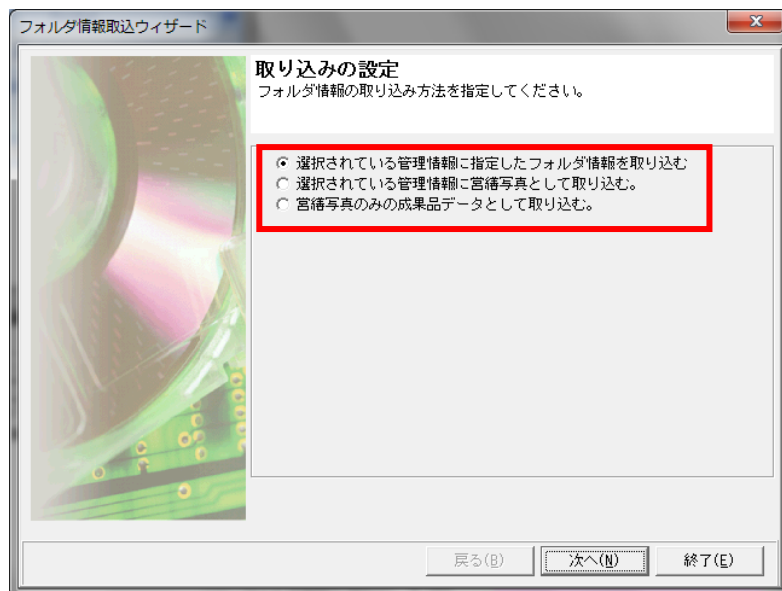 フォルダ情報取込ウィザード
取り込みの設定
フォルダ情報の取り込み方法を指定してください。
選択されている管理情報に指定したフォルダ情報を取り込む
選択されている管理情報に営繕写真として取り込む。
営繕写真のみの成果品データとして取り込む。
戻る(B) 次へ(N) 終了(E)